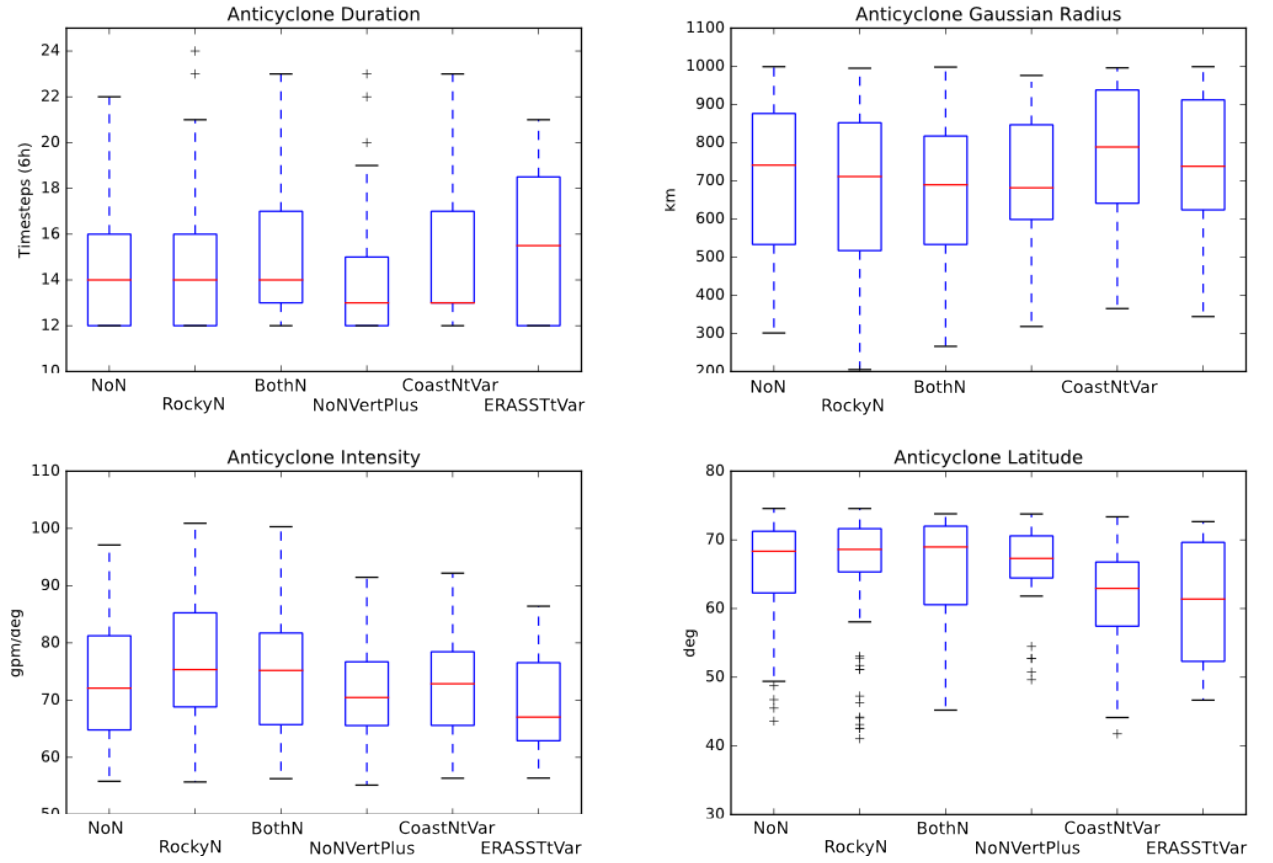 Anticyclone Duration
24
22
20
18
16
14
12
10
Timesteps (6h)
NoN
BothN
CoastNtVar
RockyN
NoNVertPlus
ERASSTtVar
Anticyclone Gaussian Radius
1100
1000
900
800
700
600
500
400
300
200
km
NoN
BothN
CoastNtVar
RockyN
NoNVertPlus
ERASSTtVar
Anticyclone Intensity
110
100
90
80
70
60
50
gpm/deg
NoN
BothN
CoastNtVar
RockyN
NoNVertPlus
ERASSTtVar
Anticyclone Latitude
80
70
60
50
40
30
deg
NoN
BothN
CoastNtVar
RockyN
NoNVertPlus
ERASSTtVar